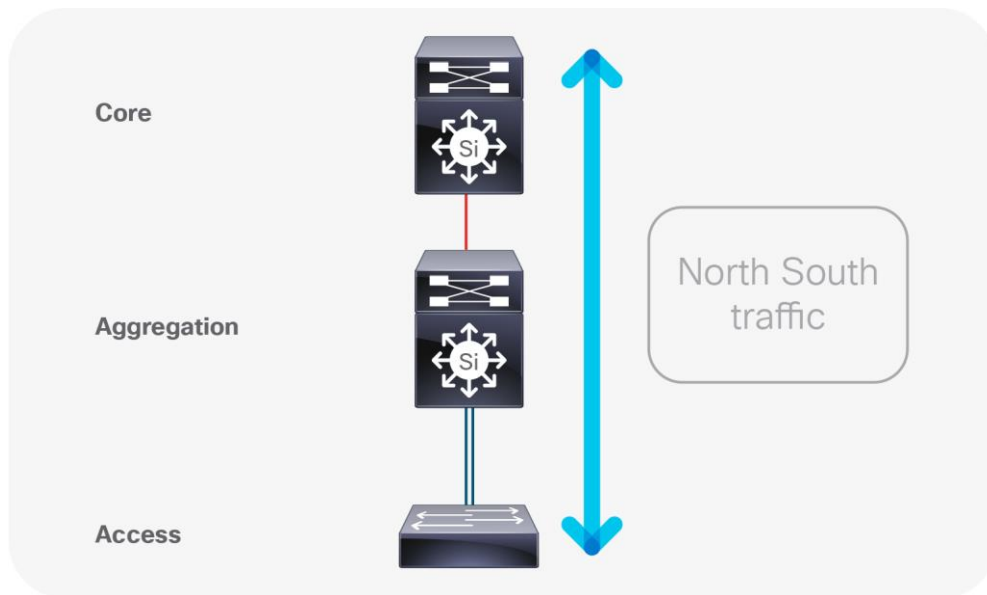 Core
Si
North South
traffic
Aggregation
Si
Access